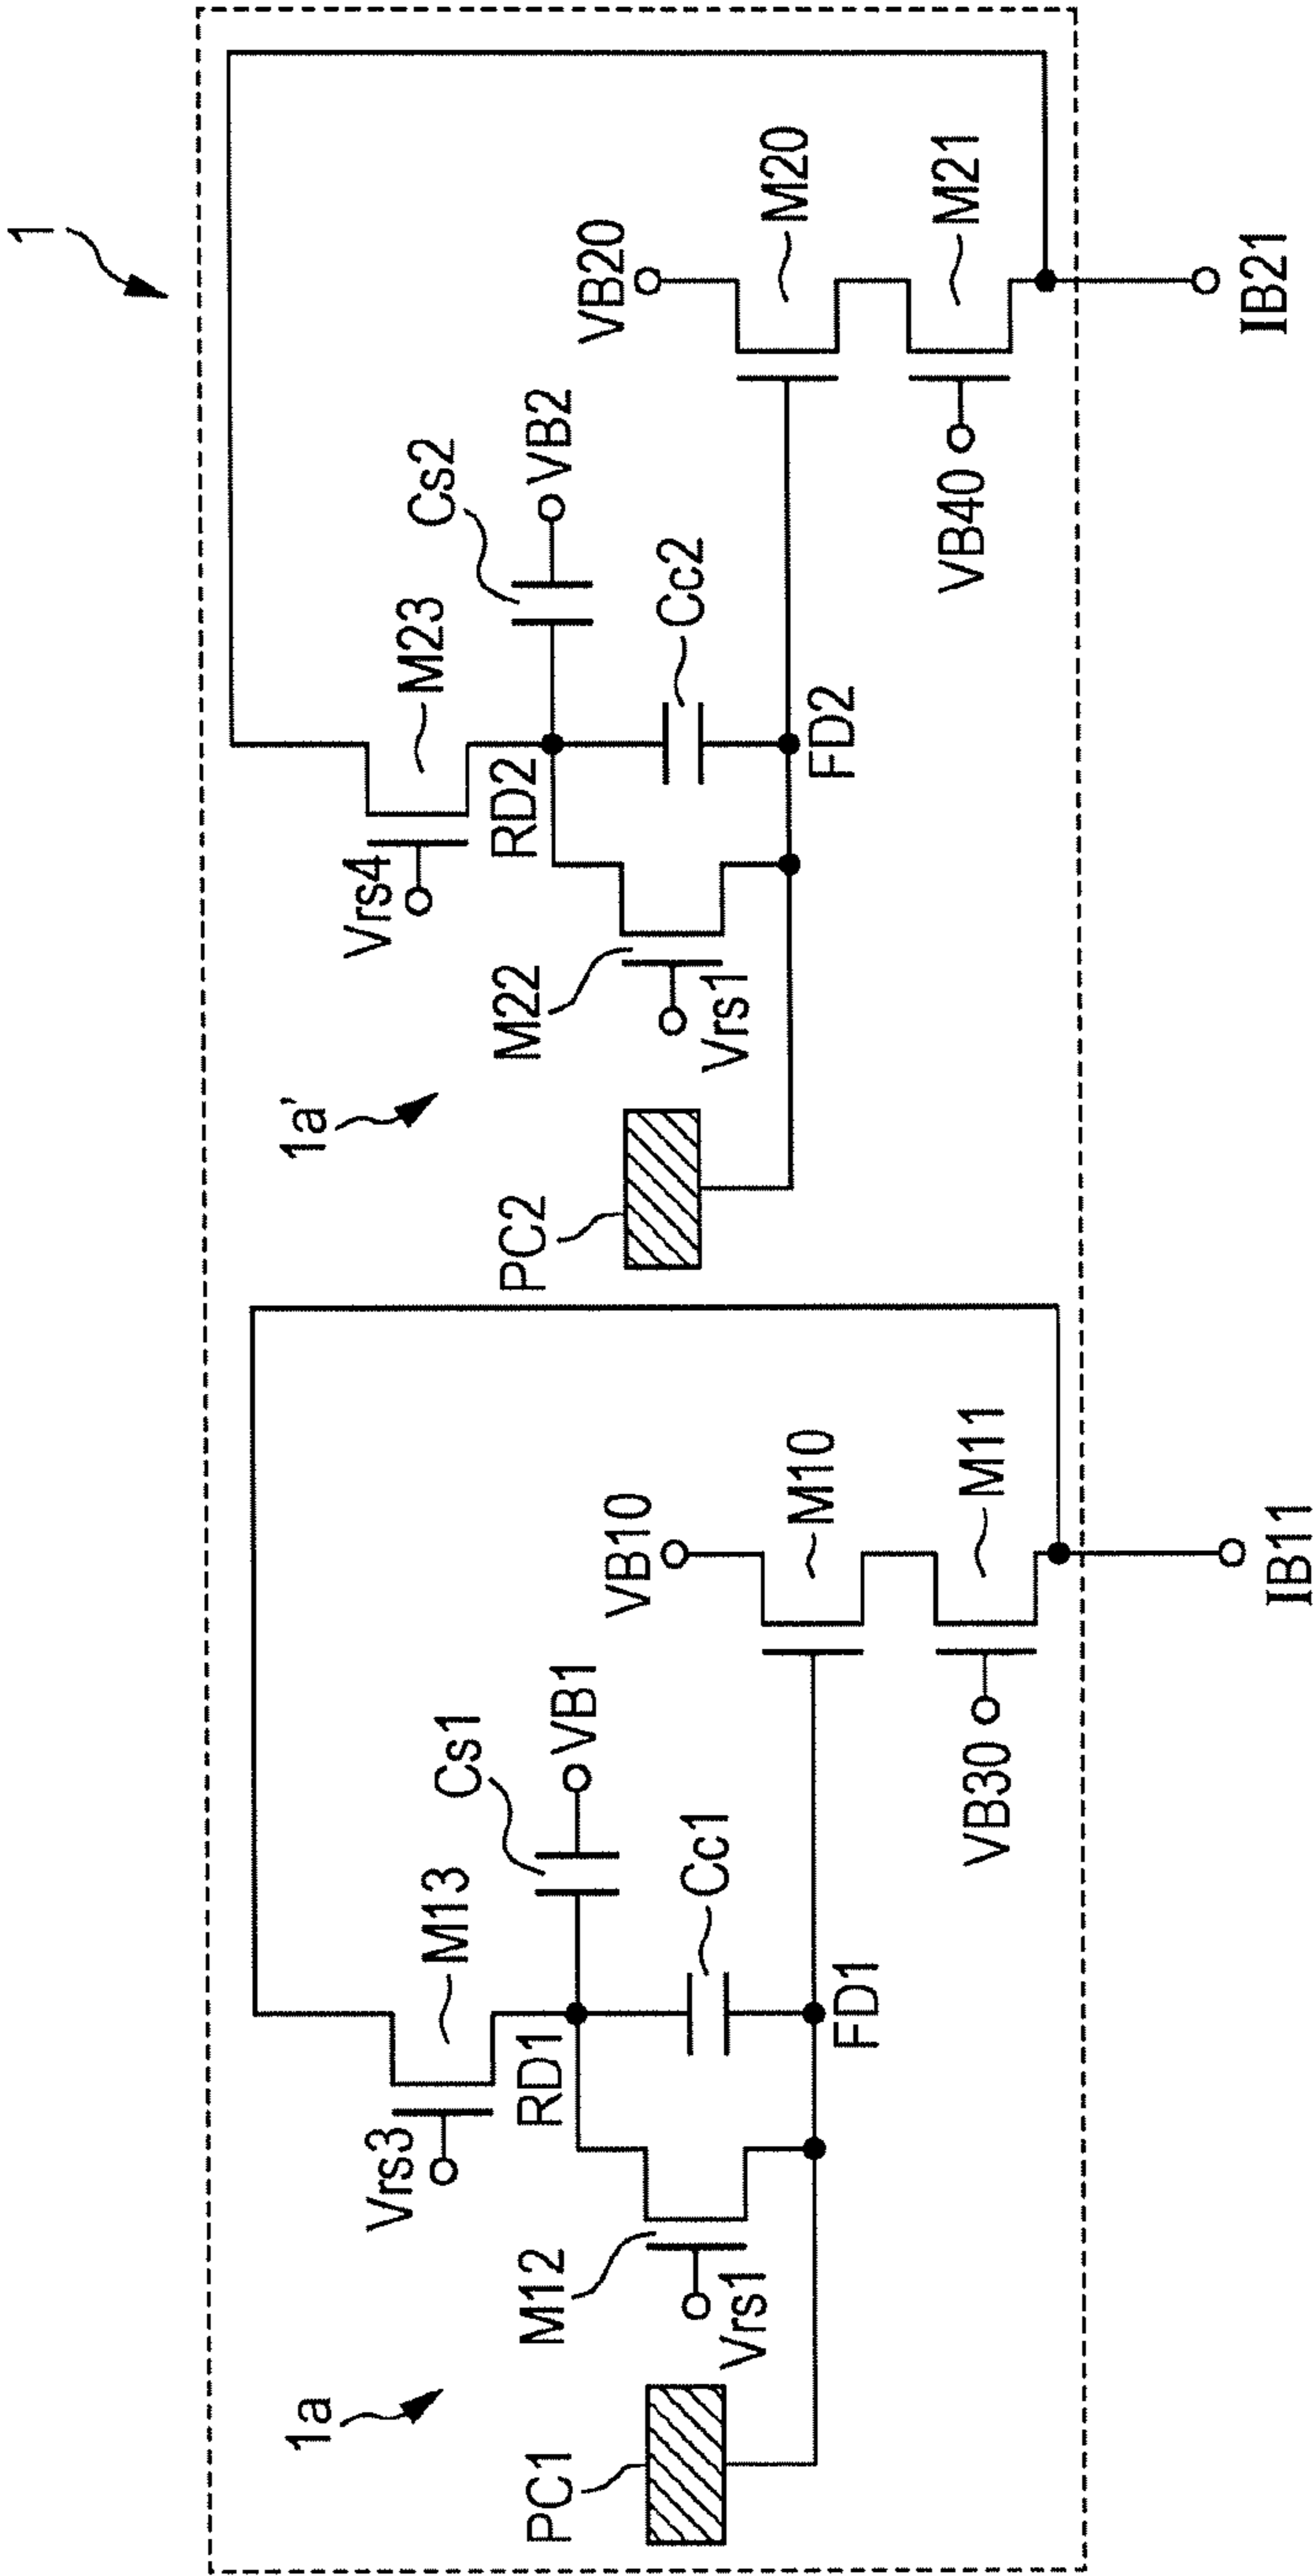 1
1a
PC1
M12
Vrs1
Vrs3
M13
RD1
Cs1
VB1
Cc1
FD1
VB10
M10
M11
VB30
IB11
1a'
PC2
M22
Vrs1
Vrs4
M23
RD2
Cs2
VB2
Cc2
FD2
VB20
M20
M21
VB40
IB21